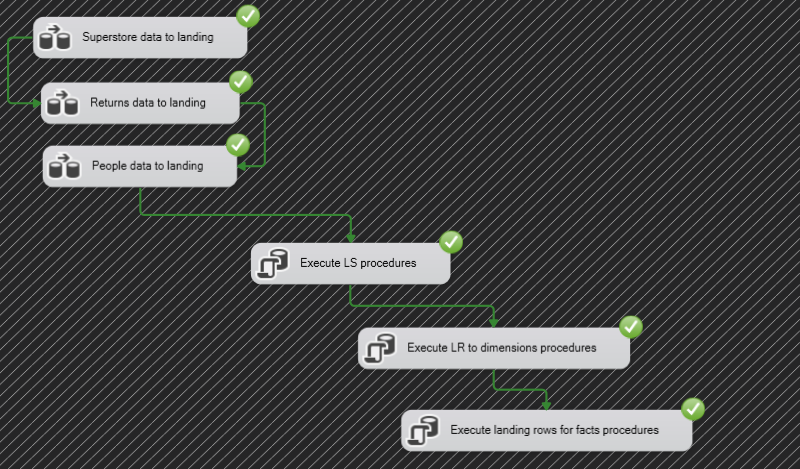 Superstore data to landing
Returns data to landing
People data to landing
Execute LS procedures
Execute LR to dimensions procedures
Execute landing rows for facts procedures